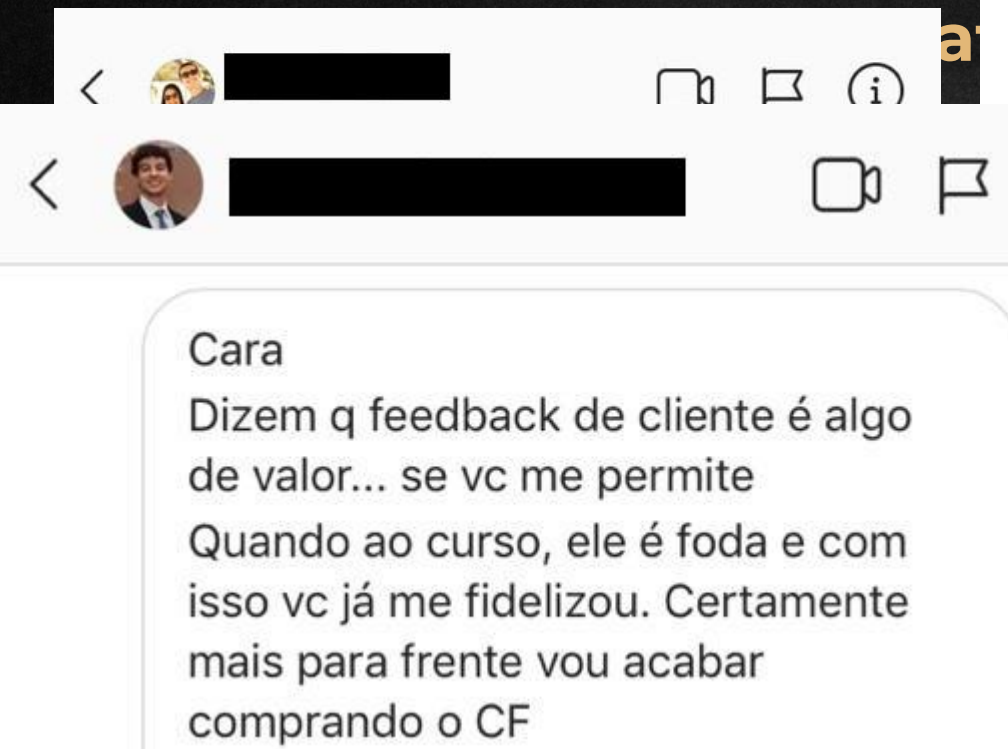 Cara
Dizem q feedback de cliente é algo
de valor... se vc me permite
Quando ao curso, ele é foda e com
isso vc já me fidelizou. Certamente
mais para frente vou acabar
comprando o CF